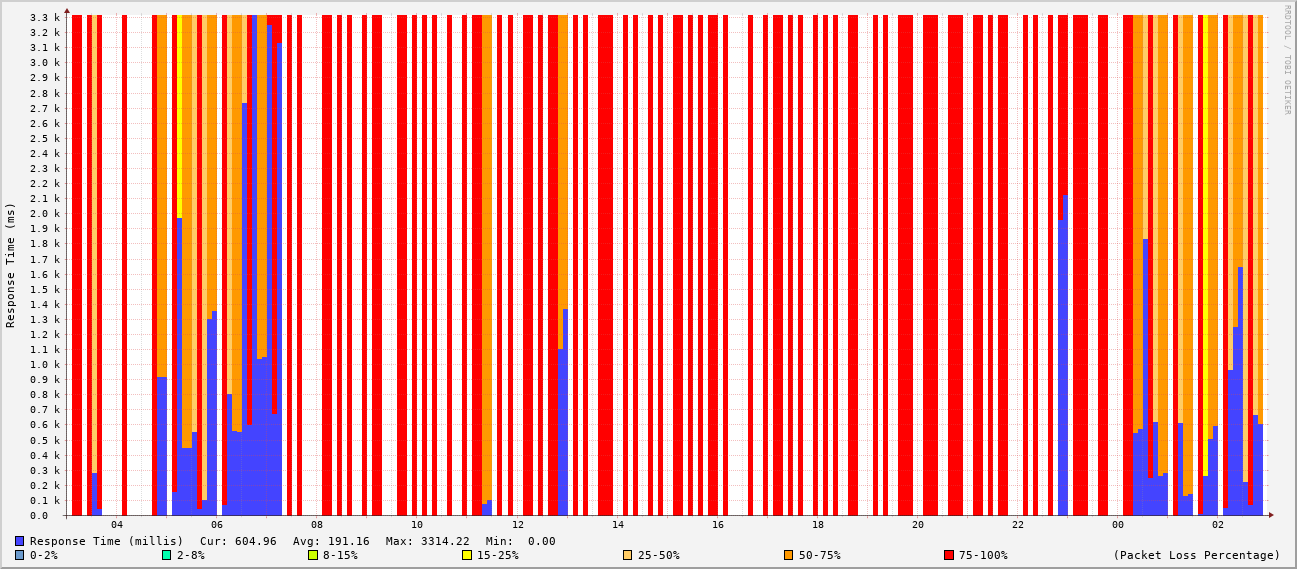 RRDTOOL / TOBI OETIKER
Response Time (ms)
3.3 k
3.2 k
3.1 k
3.0 k
2.9 k
2.8 k
2.7 k
2.6 k
2.5 k
2.4 k
2.3 k
2.2 k
2.1 k
2.0 k
1.9 k
1.8 k
1.7 k
1.6 k
1.5 k
1.4 k
1.3 k
1.2 k
1.1 k
1.0 k
0.9 k
0.8 k
0.7 k
0.6 k
0.5 k
0.4 k
0.3 k
0.2 k
0.1 k
0.0
04 06 08 10 12 14 16 18 20 22 00 02
Response Time (millis) Cur: 604.96 Avg: 191.16 Max: 3314.22 Min: 0.00
0-2% 2-8% 8-15% 15-25% 25-50% 50-75% 75-100% (Packet Loss Percentage)